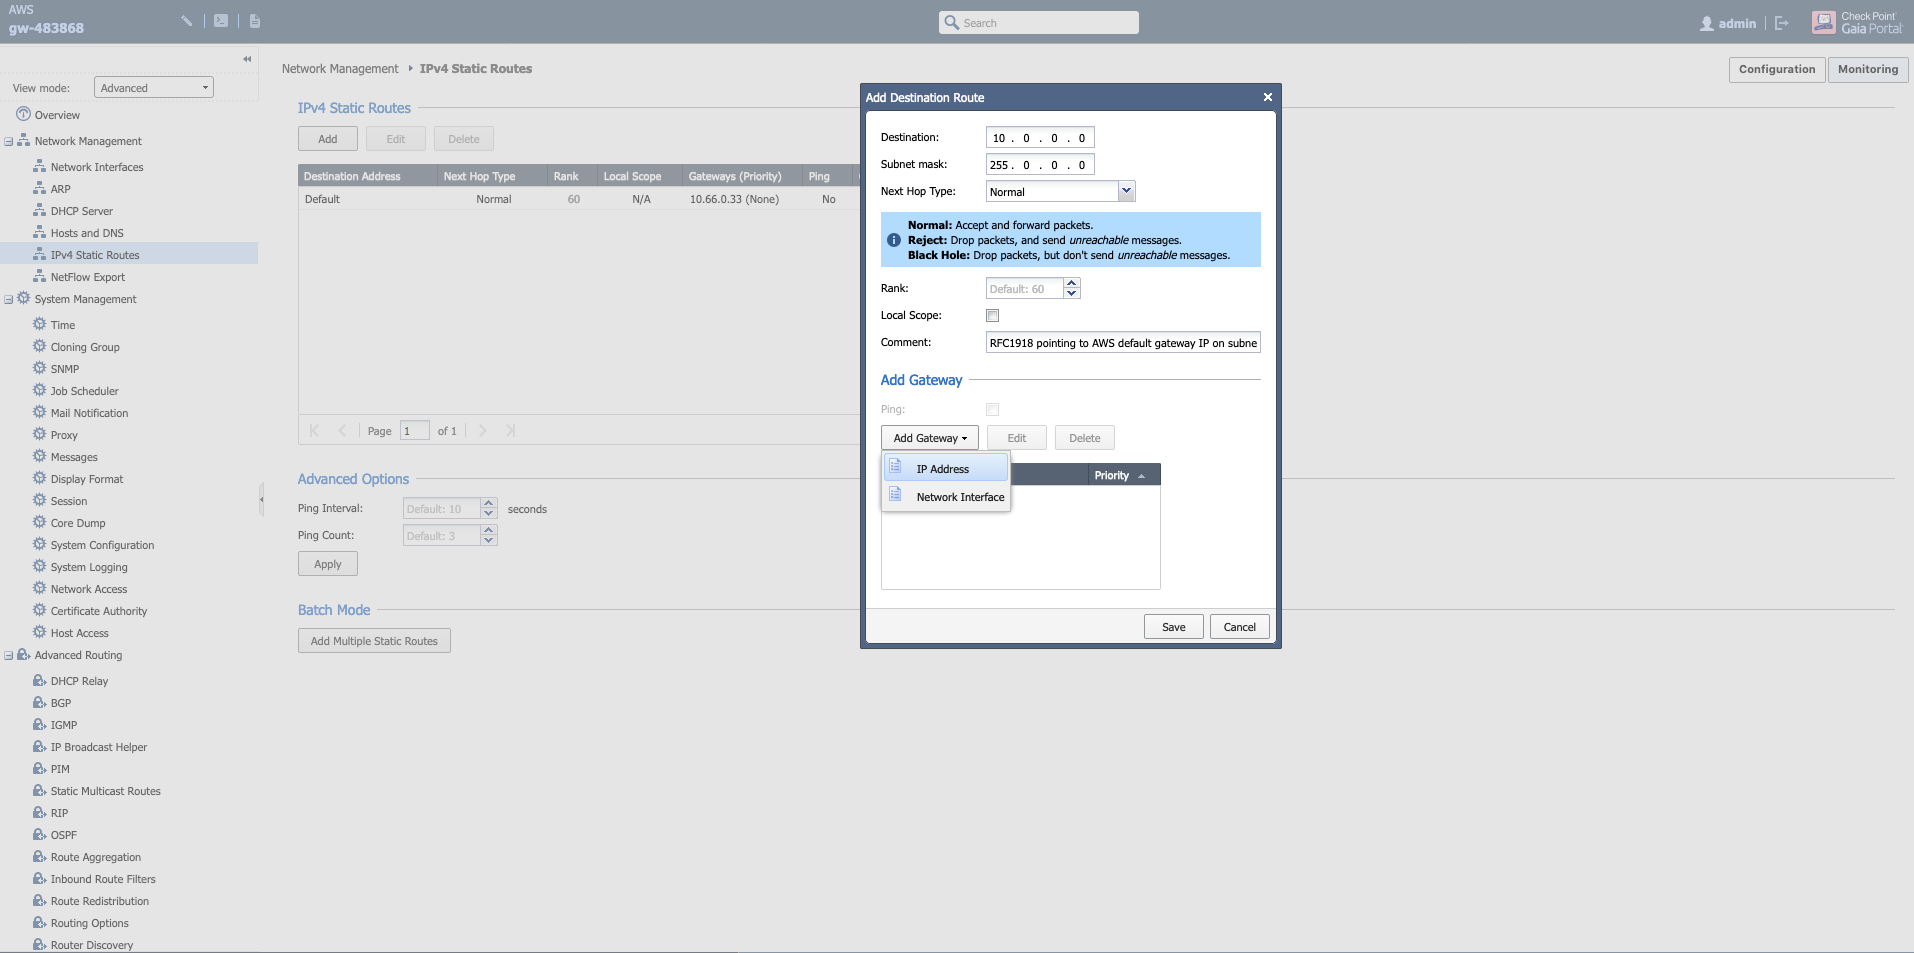 AWS
gw-483868
Search
admin
Check Point
Gaia Portal
View mode:
Advanced
Overview
Network Management
Network Interfaces
ARP
DHCP Server
Hosts and DNS
IPv4 Static Routes
NetFlow Export
System Management
Time
Cloning Group
SNMP
Job Scheduler
Mail Notification
Proxy
Messages
Display Format
Session
Core Dump
System Configuration
System Logging
Network Access
Certificate Authority
Host Access
Advanced Routing
DHCP Relay
BGP
IGMP
IP Broadcast Helper
PIM
Static Multicast Routes
RIP
OSPF
Route Aggregation
Inbound Route Filters
Route Redistribution
Routing Options
Router Discovery
Network Management IPv4 Static Routes
Configuration Monitoring
IPv4 Static Routes
Add Edit Delete
Destination Address Next Hop Type Rank Local Scope Gateways (Priority) Ping
Default Normal 60 N/A 10.66.0.33 (None) No
Page 1 of 1
Advanced Options
Ping Interval: Default: 10 seconds
Ping Count: Default: 3
Apply
Batch Mode
Add Multiple Static Routes
Add Destination Route
Destination: 10 . 0 . 0 . 0
Subnet mask: 255 . 0 . 0 . 0
Next Hop Type: Normal
Normal: Accept and forward packets.
Reject: Drop packets, and send unreachable messages.
Black Hole: Drop packets, but don't send unreachable messages.
Rank: Default: 60
Local Scope:
Comment: RFC1918 pointing to AWS default gateway IP on subne
Add Gateway
Ping:
Add Gateway Edit Delete
IP Address
Network Interface
Priority
Save Cancel